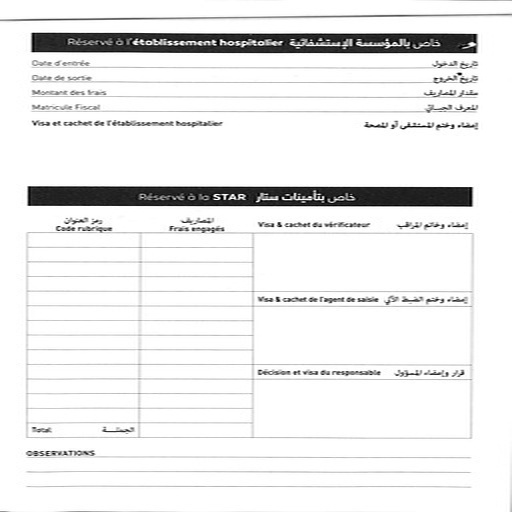 Réservé à l'établissement hospitalier خاص بالمؤسسة الإستشفائية
Date d'entrée تاريخ الدخول
Date de sortie تاريخ الخروج
Montant des frais مقدار المصاريف
Matricule Fiscal المعرف الجبائي
Visa et cachet de l'établissement hospitalier إمضاء وختم المستشفى أو المصحة
Réservé à la STAR خاص بتأمينات ستار
رمز العنوان المصاريف
Code rubrique Frais engagés Visa & cachet du vérificateur إمضاء وخاتم المراقب
Visa & cachet de l'agent de saisie إمضاء وختم الضبط الآلي
Décision et visa du responsable قرار وإمضاء المسؤول
Total الجملة
OBSERVATIONS